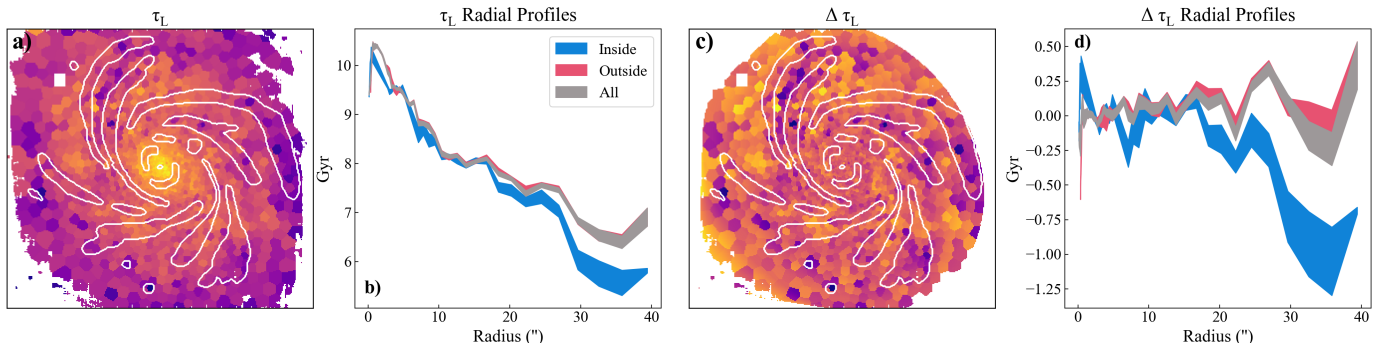 τL
τL Radial Profiles
Δ τL
Δ τL Radial Profiles
a)
Inside
Outside
All
10
9
8
7
6
Gyr
b)
0
10
20
30
40
Radius (")
c)
d)
0.50
0.25
0.00
−0.25
−0.50
−0.75
−1.00
−1.25
Gyr
0
10
20
30
40
Radius (")